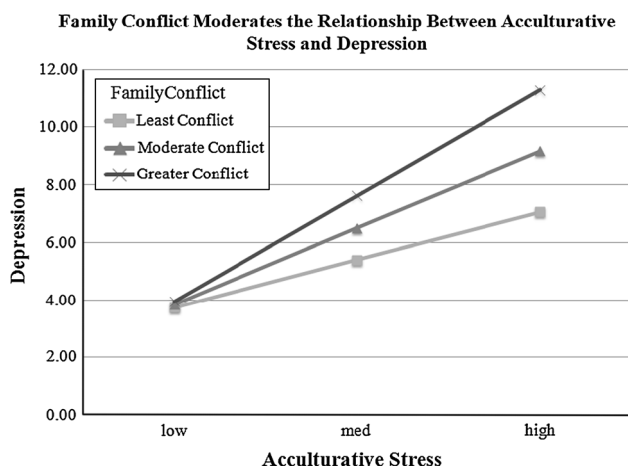 Family Conflict Moderates the Relationship Between Acculturative
Stress and Depression
12.00
10.00
8.00
6.00
4.00
2.00
0.00
Depression
FamilyConflict
Least Conflict
Moderate Conflict
Greater Conflict
low
med
high
Acculturative Stress